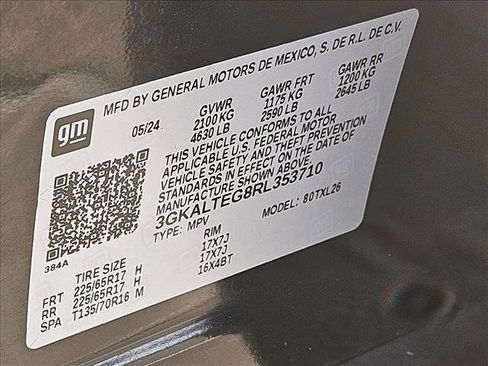 gm
MFD BY GENERAL MOTORS DE MEXICO, S. DE R.L. DE C.V.
05/24 GVWR GAWR FRT GAWR RR
2100 KG 1175 KG 1200 KG
4630 LB 2590 LB 2645 LB
THIS VEHICLE CONFORMS TO ALL
APPLICABLE U.S. FEDERAL MOTOR
VEHICLE SAFETY AND THEFT PREVENTION
STANDARDS IN EFFECT ON THE DATE OF
MANUFACTURE SHOWN ABOVE.
3GKALTEG8RL353710
TYPE: MPV MODEL: 80TXL26
384A
TIRE SIZE RIM
FRT 225/65R17 H 17X7J
RR 225/65R17 H 17X7J
SPA T135/70R16 M 16X4BT